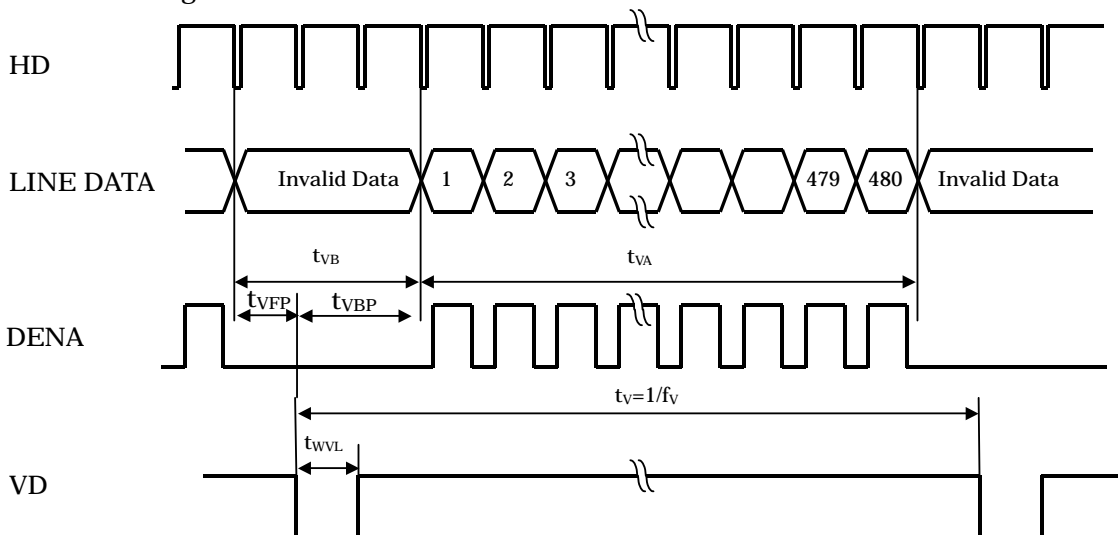 g
HD
LINE DATA
Invalid Data 1 2 3 479 480 Invalid Data
tVB tVA
tVFP tVBP
DENA
tV=1/fV
tWVL
VD